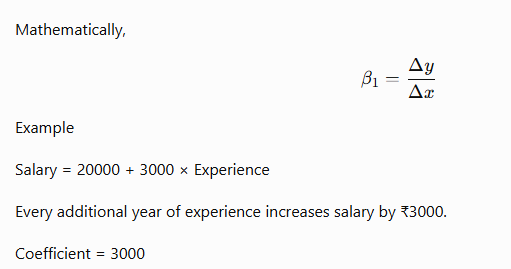 Mathematically,
β₁ = Δy/Δx
Example
Salary = 20000 + 3000 × Experience
Every additional year of experience increases salary by ₹3000.
Coefficient = 3000